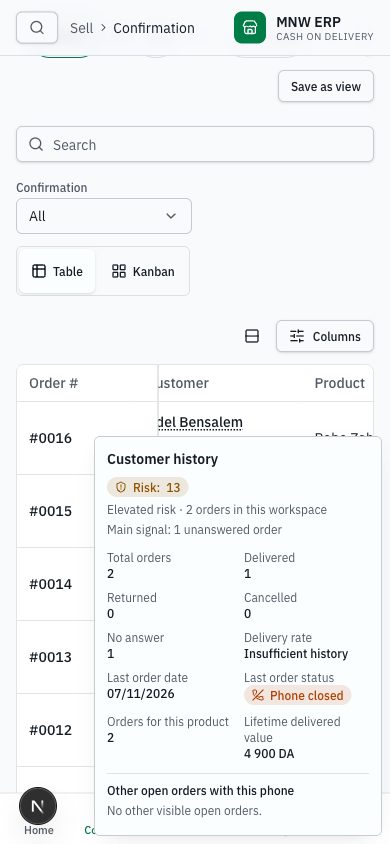 Sell > Confirmation
MNW ERP
CASH ON DELIVERY
Save as view
Search
Confirmation
All
Table
Kanban
Columns
Order #
ustomer
Product
#0016
del Bensalem
#0015
#0014
#0013
#0012
Customer history
Risk: 13
Elevated risk · 2 orders in this workspace
Main signal: 1 unanswered order
Total orders
2
Delivered
1
Returned
0
Cancelled
0
No answer
1
Delivery rate
Insufficient history
Last order date
07/11/2026
Last order status
Phone closed
Orders for this product
2
Lifetime delivered
value
4 900 DA
Other open orders with this phone
No other visible open orders.
N
Home